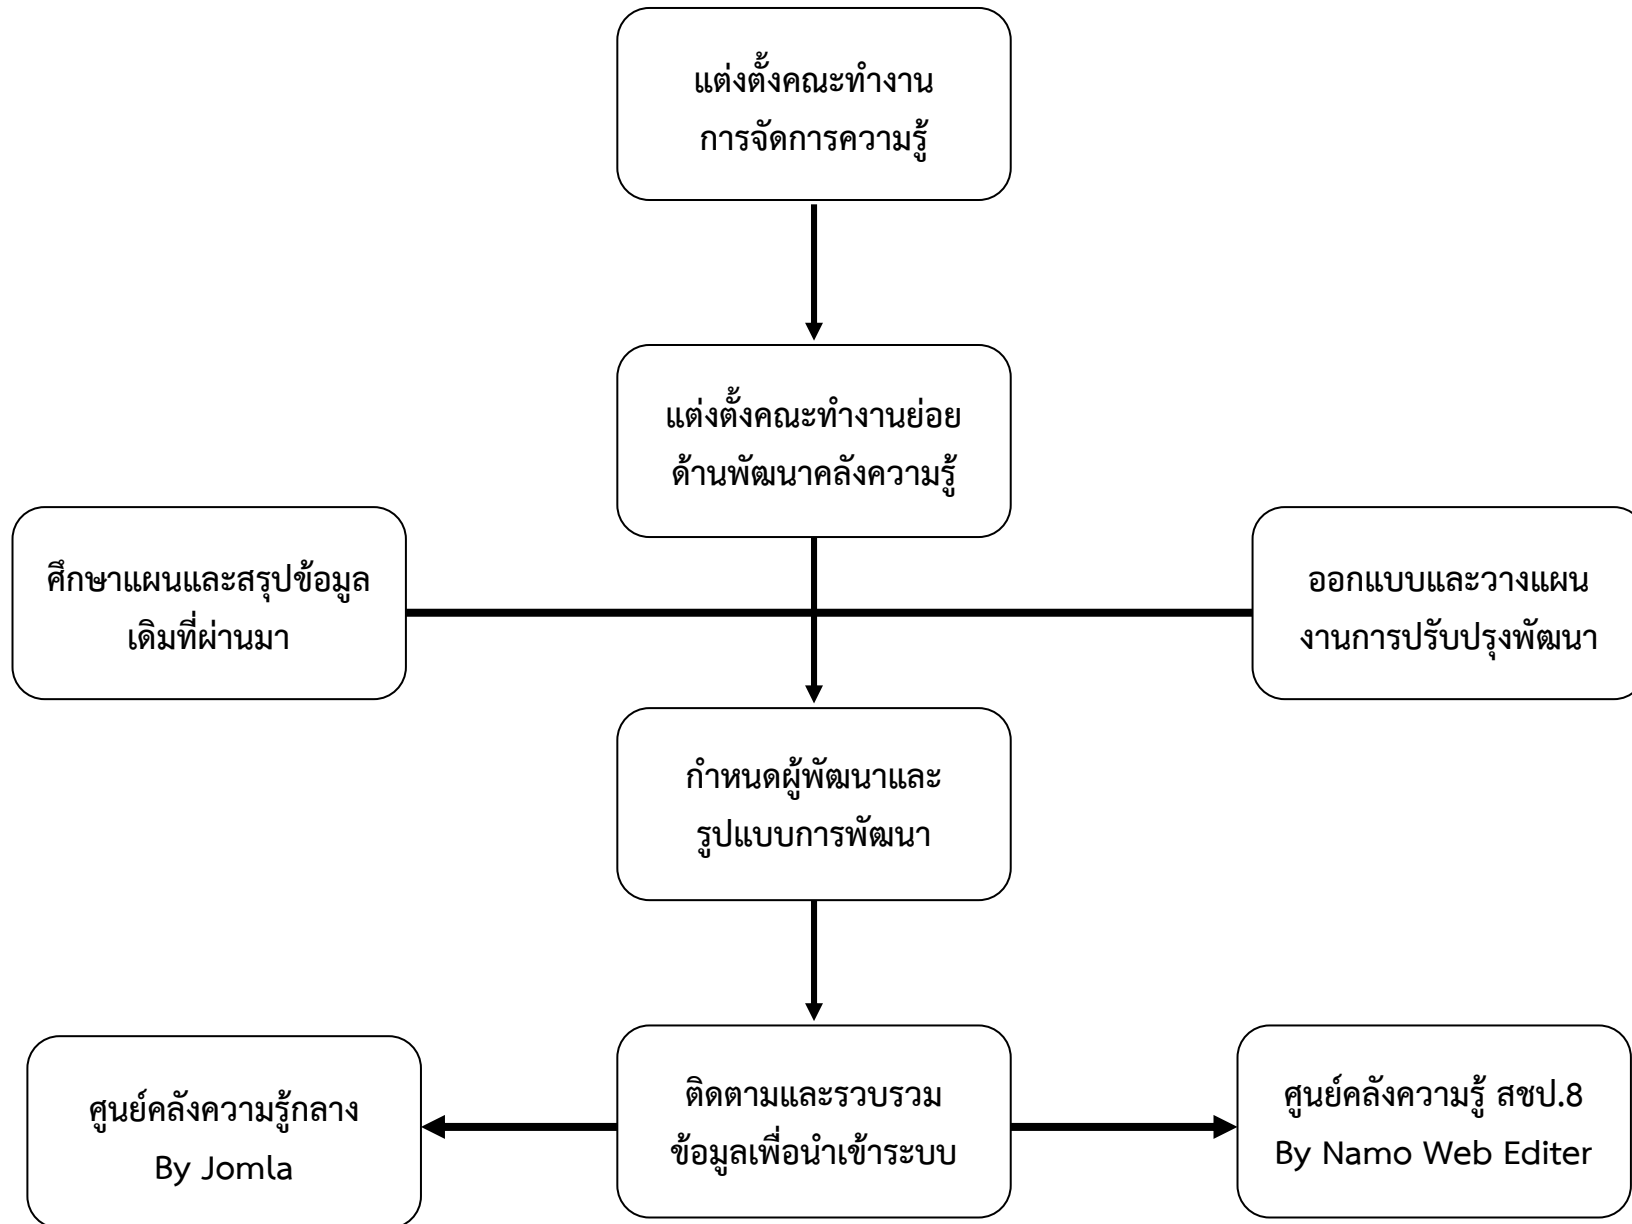 แต่งตั้งคณะทำงาน
การจัดการความรู้
แต่งตั้งคณะทำงานย่อย
ด้านพัฒนาคลังความรู้
ศึกษาแผนและสรุปข้อมูล
เดิมที่ผ่านมา
ออกแบบและวางแผน
งานการปรับปรุงพัฒนา
กำหนดผู้พัฒนาและ
รูปแบบการพัฒนา
ศูนย์คลังความรู้กลาง
By Jomla
ติดตามและรวบรวม
ข้อมูลเพื่อนำเข้าระบบ
ศูนย์คลังความรู้ สชป.8
By Namo Web Editer